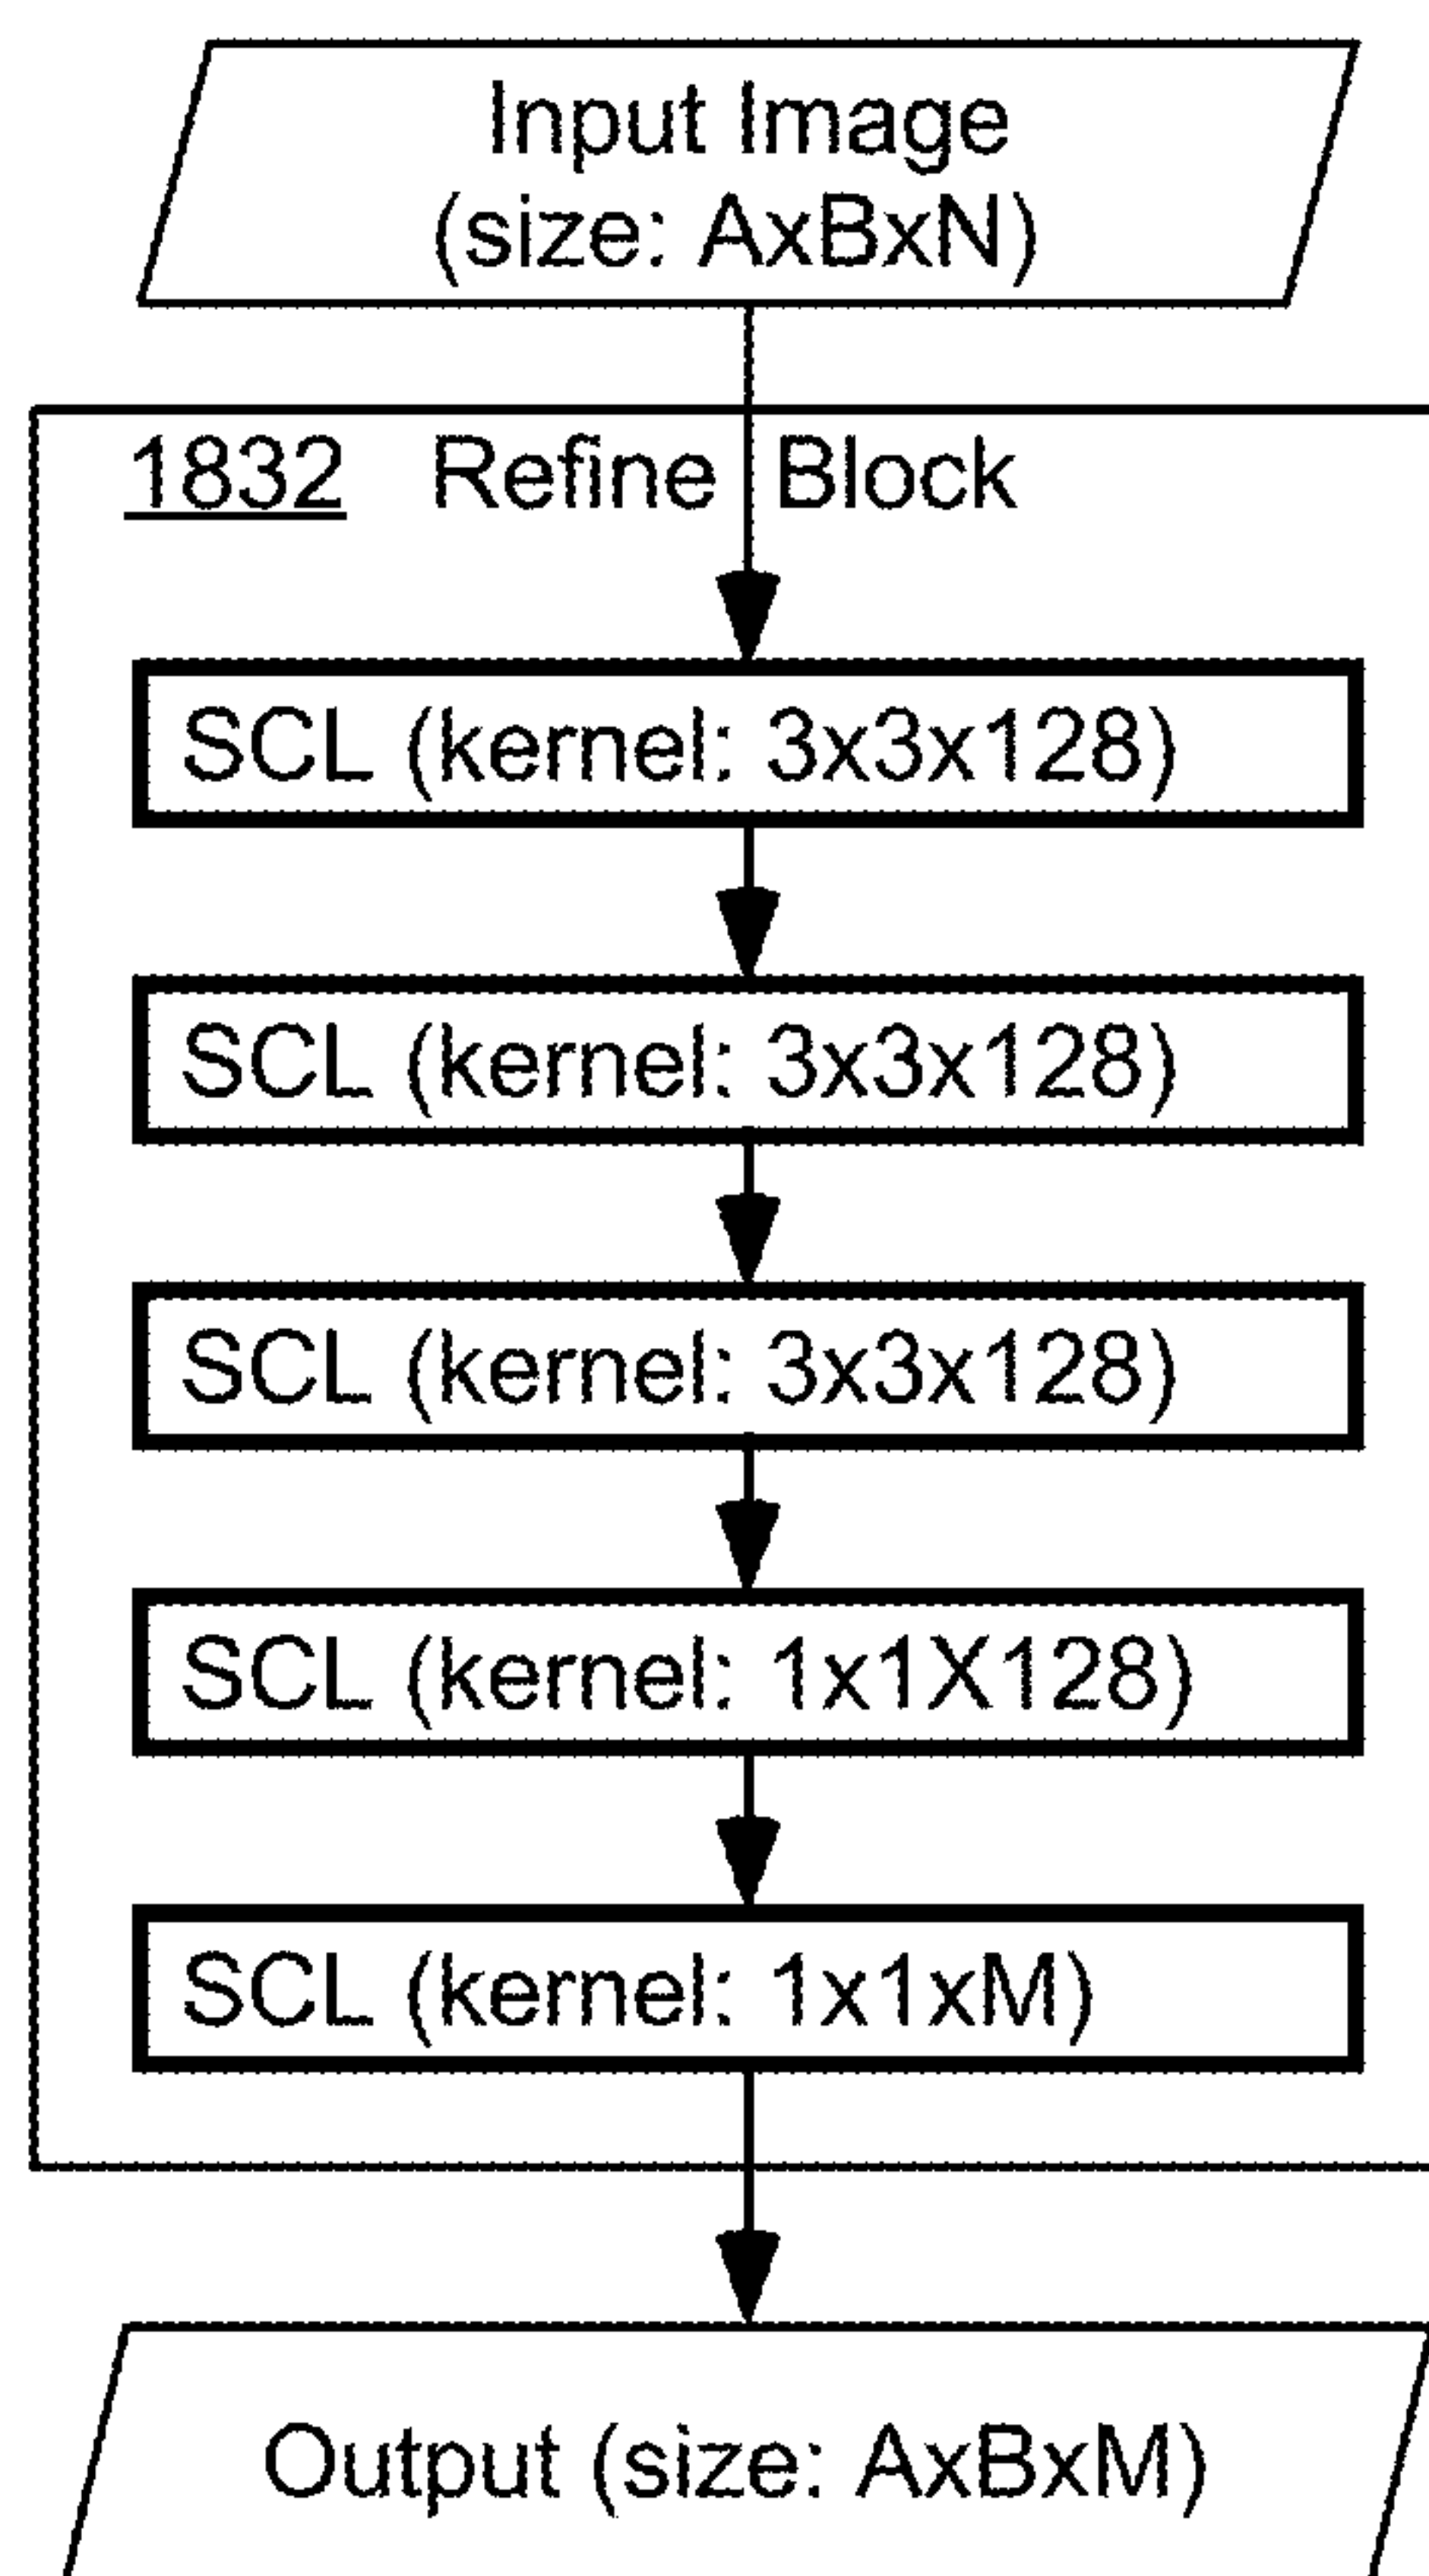 Input Image
(size: AxBxN)
1832 Refine Block
SCL (kernel: 3x3x128)
SCL (kernel: 3x3x128)
SCL (kernel: 3x3x128)
SCL (kernel: 1x1X128)
SCL (kernel: 1x1xM)
Output (size: AxBxM)